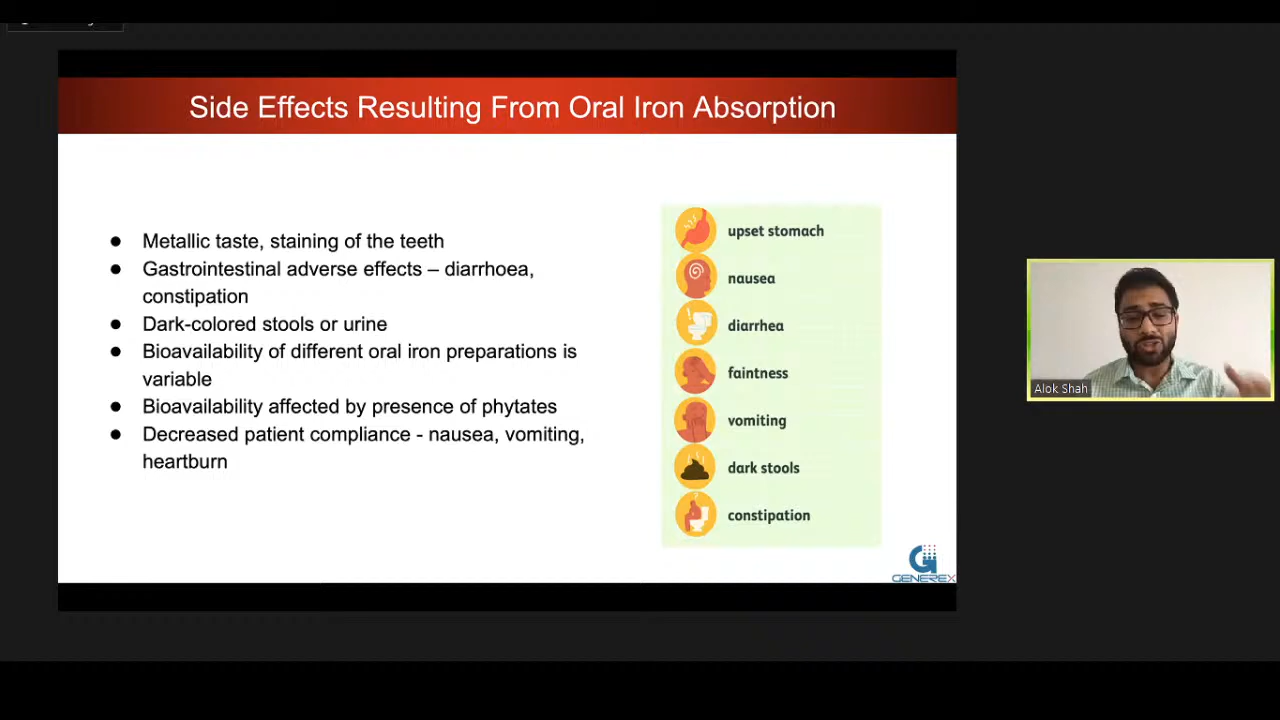 Side Effects Resulting From Oral Iron Absorption
● Metallic taste, staining of the teeth
● Gastrointestinal adverse effects – diarrhoea,
constipation
● Dark-colored stools or urine
● Bioavailability of different oral iron preparations is
variable
● Bioavailability affected by presence of phytates
● Decreased patient compliance - nausea, vomiting,
heartburn
upset stomach
nausea
diarrhea
faintness
vomiting
dark stools
constipation
GENEREX
Alok Shah